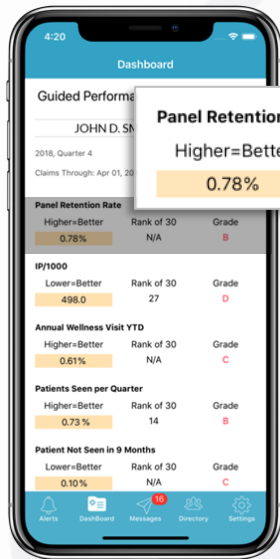 4:20
Dashboard
Guided Perfor
JOHN D.
2018, Quarter 4
Claims Through: Apr 01, 20
Panel Retention
Higher=Bette
0.78%
Panel Retention Rate
Higher=Better Rank of 30 Grade
0.78% N/A B
IP/1000
Lower=Better Rank of 30 Grade
498.0 27 D
Annual Wellness Visit YTD
Higher=Better Rank of 30 Grade
0.61% N/A C
Patients Seen per Quarter
Higher=Better Rank of 30 Grade
0.73 % 14 B
Patient Not Seen in 9 Months
Lower=Better Rank of 30 Grade
0.10 % N/A C
16
Alerts DashBoard Messages Directory Settings